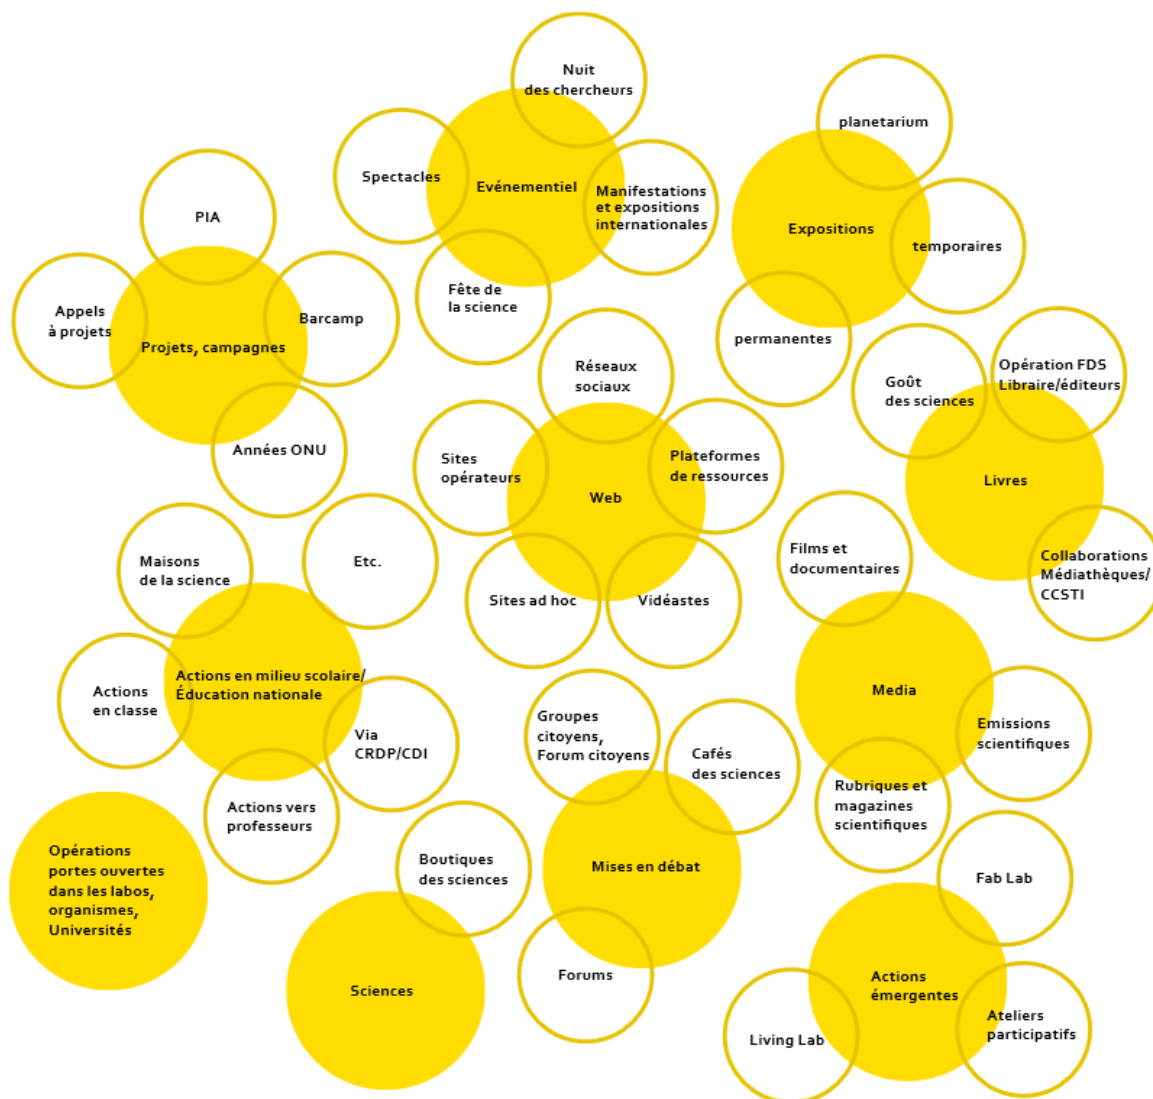 Nuit
des chercheurs
Spectacles
Evénementiel
Manifestations
et expositions
internationales
Fête de
la science
planetarium
Expositions
temporaires
permanentes
PIA
Appels
à projets
Barcamp
Projets, campagnes
Années ONU
Réseaux
sociaux
Sites
opérateurs
Plateformes
de ressources
Web
Sites ad hoc
Vidéastes
Goût
des sciences
Opération FDS
Libraire/éditeurs
Livres
Collaborations
Médiathèques/
CCSTI
Maisons
de la science
Etc.
Actions en milieu scolaire/
Éducation nationale
Actions
en classe
Via
CRDP/CDI
Actions vers
professeurs
Films et
documentaires
Media
Emissions
scientifiques
Rubriques et
magazines
scientifiques
Groupes
citoyens,
Forum citoyens
Cafés
des sciences
Mises en débat
Forums
Opérations
portes ouvertes
dans les labos,
organismes,
Universités
Boutiques
des sciences
Sciences
Fab Lab
Actions
émergentes
Ateliers
participatifs
Living Lab